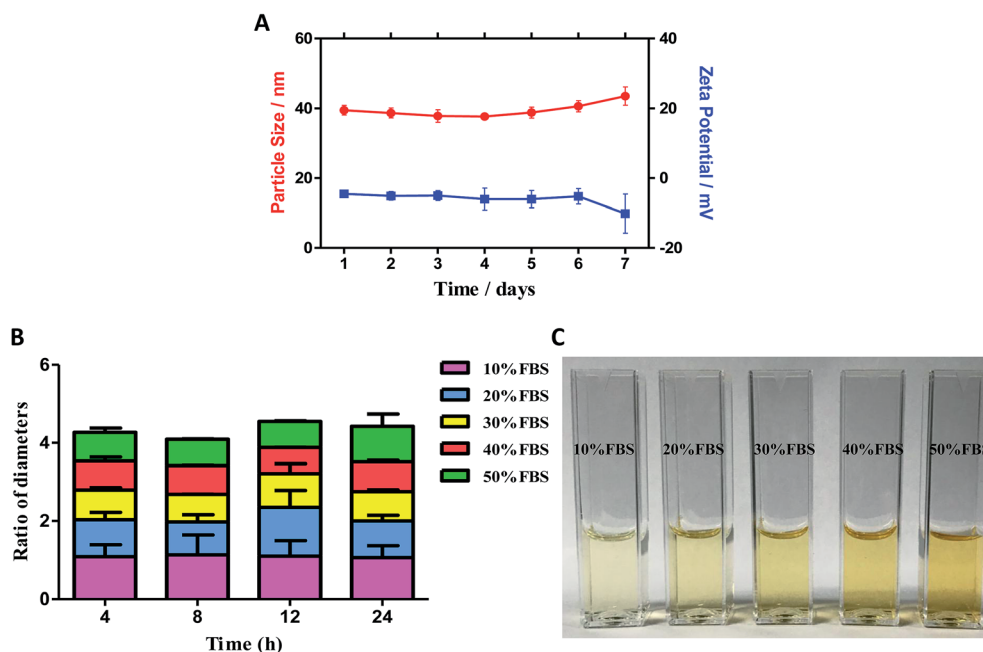 A
60
40
20
0
Particle Size / nm
40
20
0
-20
Zeta Potential / mV
1 2 3 4 5 6 7
Time / days
B
6
4
2
0
Ratio of diameters
4 8 12 24
Time (h)
10%FBS
20%FBS
30%FBS
40%FBS
50%FBS
C
10%FBS 20%FBS 30%FBS 40%FBS 50%FBS